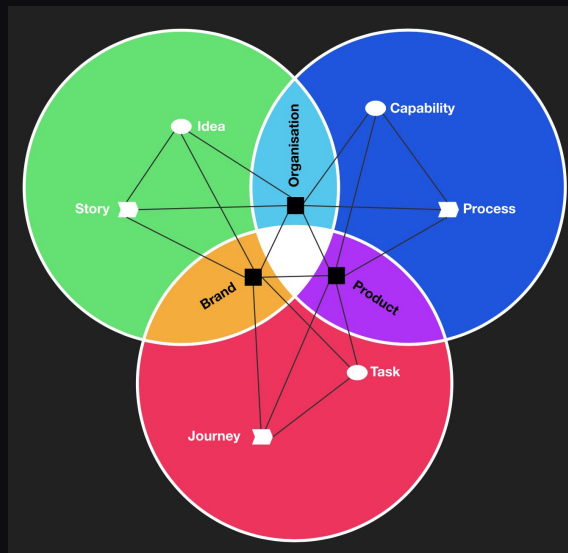 Idea
Capability
Organisation
Story
Process
Brand
Product
Task
Journey